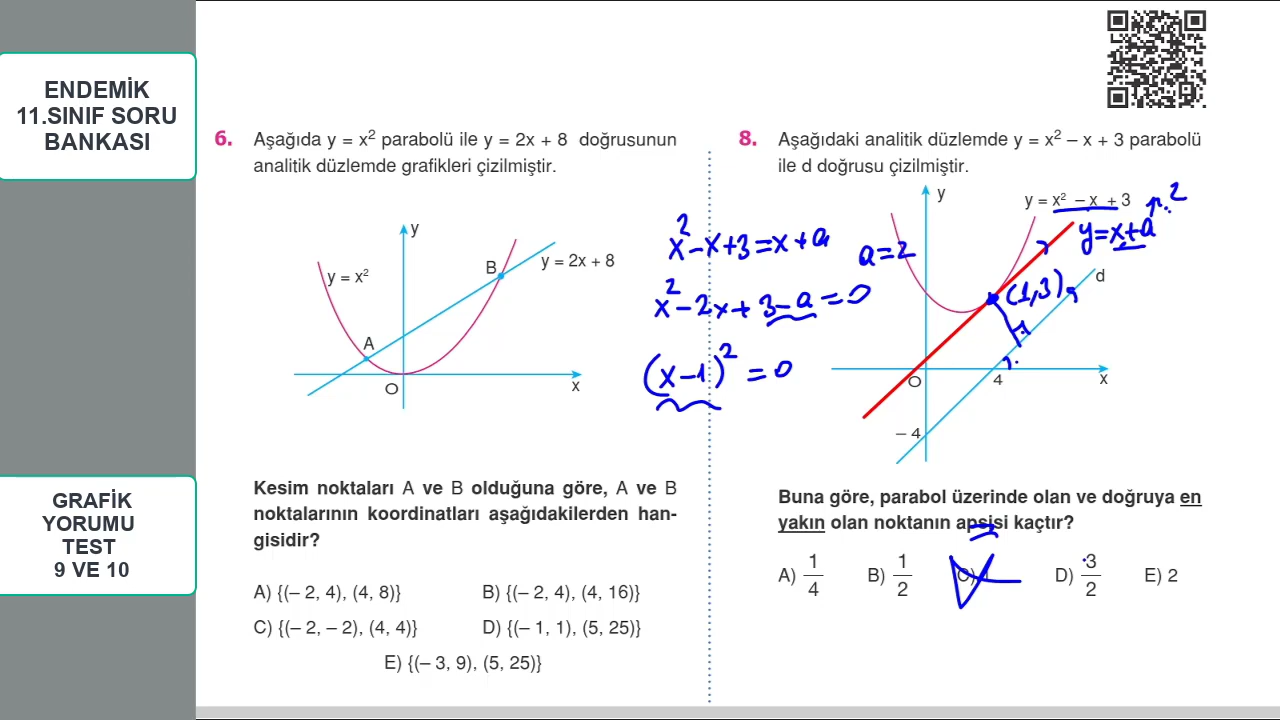 ENDEMİK
11.SINIF SORU
BANKASI
GRAFİK
YORUMU
TEST
9 VE 10
6. Aşağıda y = x² parabolü ile y = 2x + 8 doğrusunun
analitik düzlemde grafikleri çizilmiştir.
y
B
y = 2x + 8
y = x²
A
O
x
Kesim noktaları A ve B olduğuna göre, A ve B
noktalarının koordinatları aşağıdakilerden han-
gisidir?
A) {(– 2, 4), (4, 8)}
B) {(– 2, 4), (4, 16)}
C) {(– 2, – 2), (4, 4)}
D) {(– 1, 1), (5, 25)}
E) {(– 3, 9), (5, 25)}
x² – x + 3 = x + a
a = 2
x² – 2x + 3 – a = 0
(x – 1)² = 0
8. Aşağıdaki analitik düzlemde y = x² – x + 3 parabolü
ile d doğrusu çizilmiştir.
y
y = x² – x + 3
2
y = x + a
d
(1,3)
O
4
x
– 4
Buna göre, parabol üzerinde olan ve doğruya en
yakın olan noktanın apsisi kaçtır?
A) 1/4
B) 1/2
C) 1
D) 3/2
E) 2